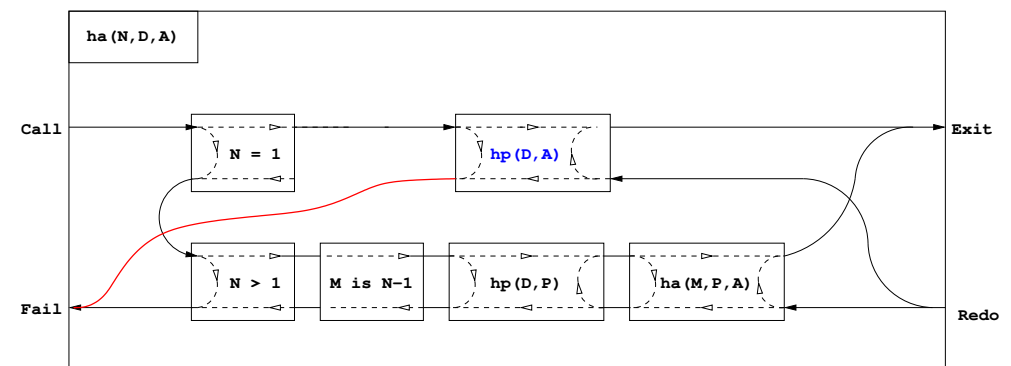 ha(N,D,A)
Call
Exit
N = 1
hp(D,A)
N > 1
M is N−1
hp(D,P)
ha(M,P,A)
Fail
Redo